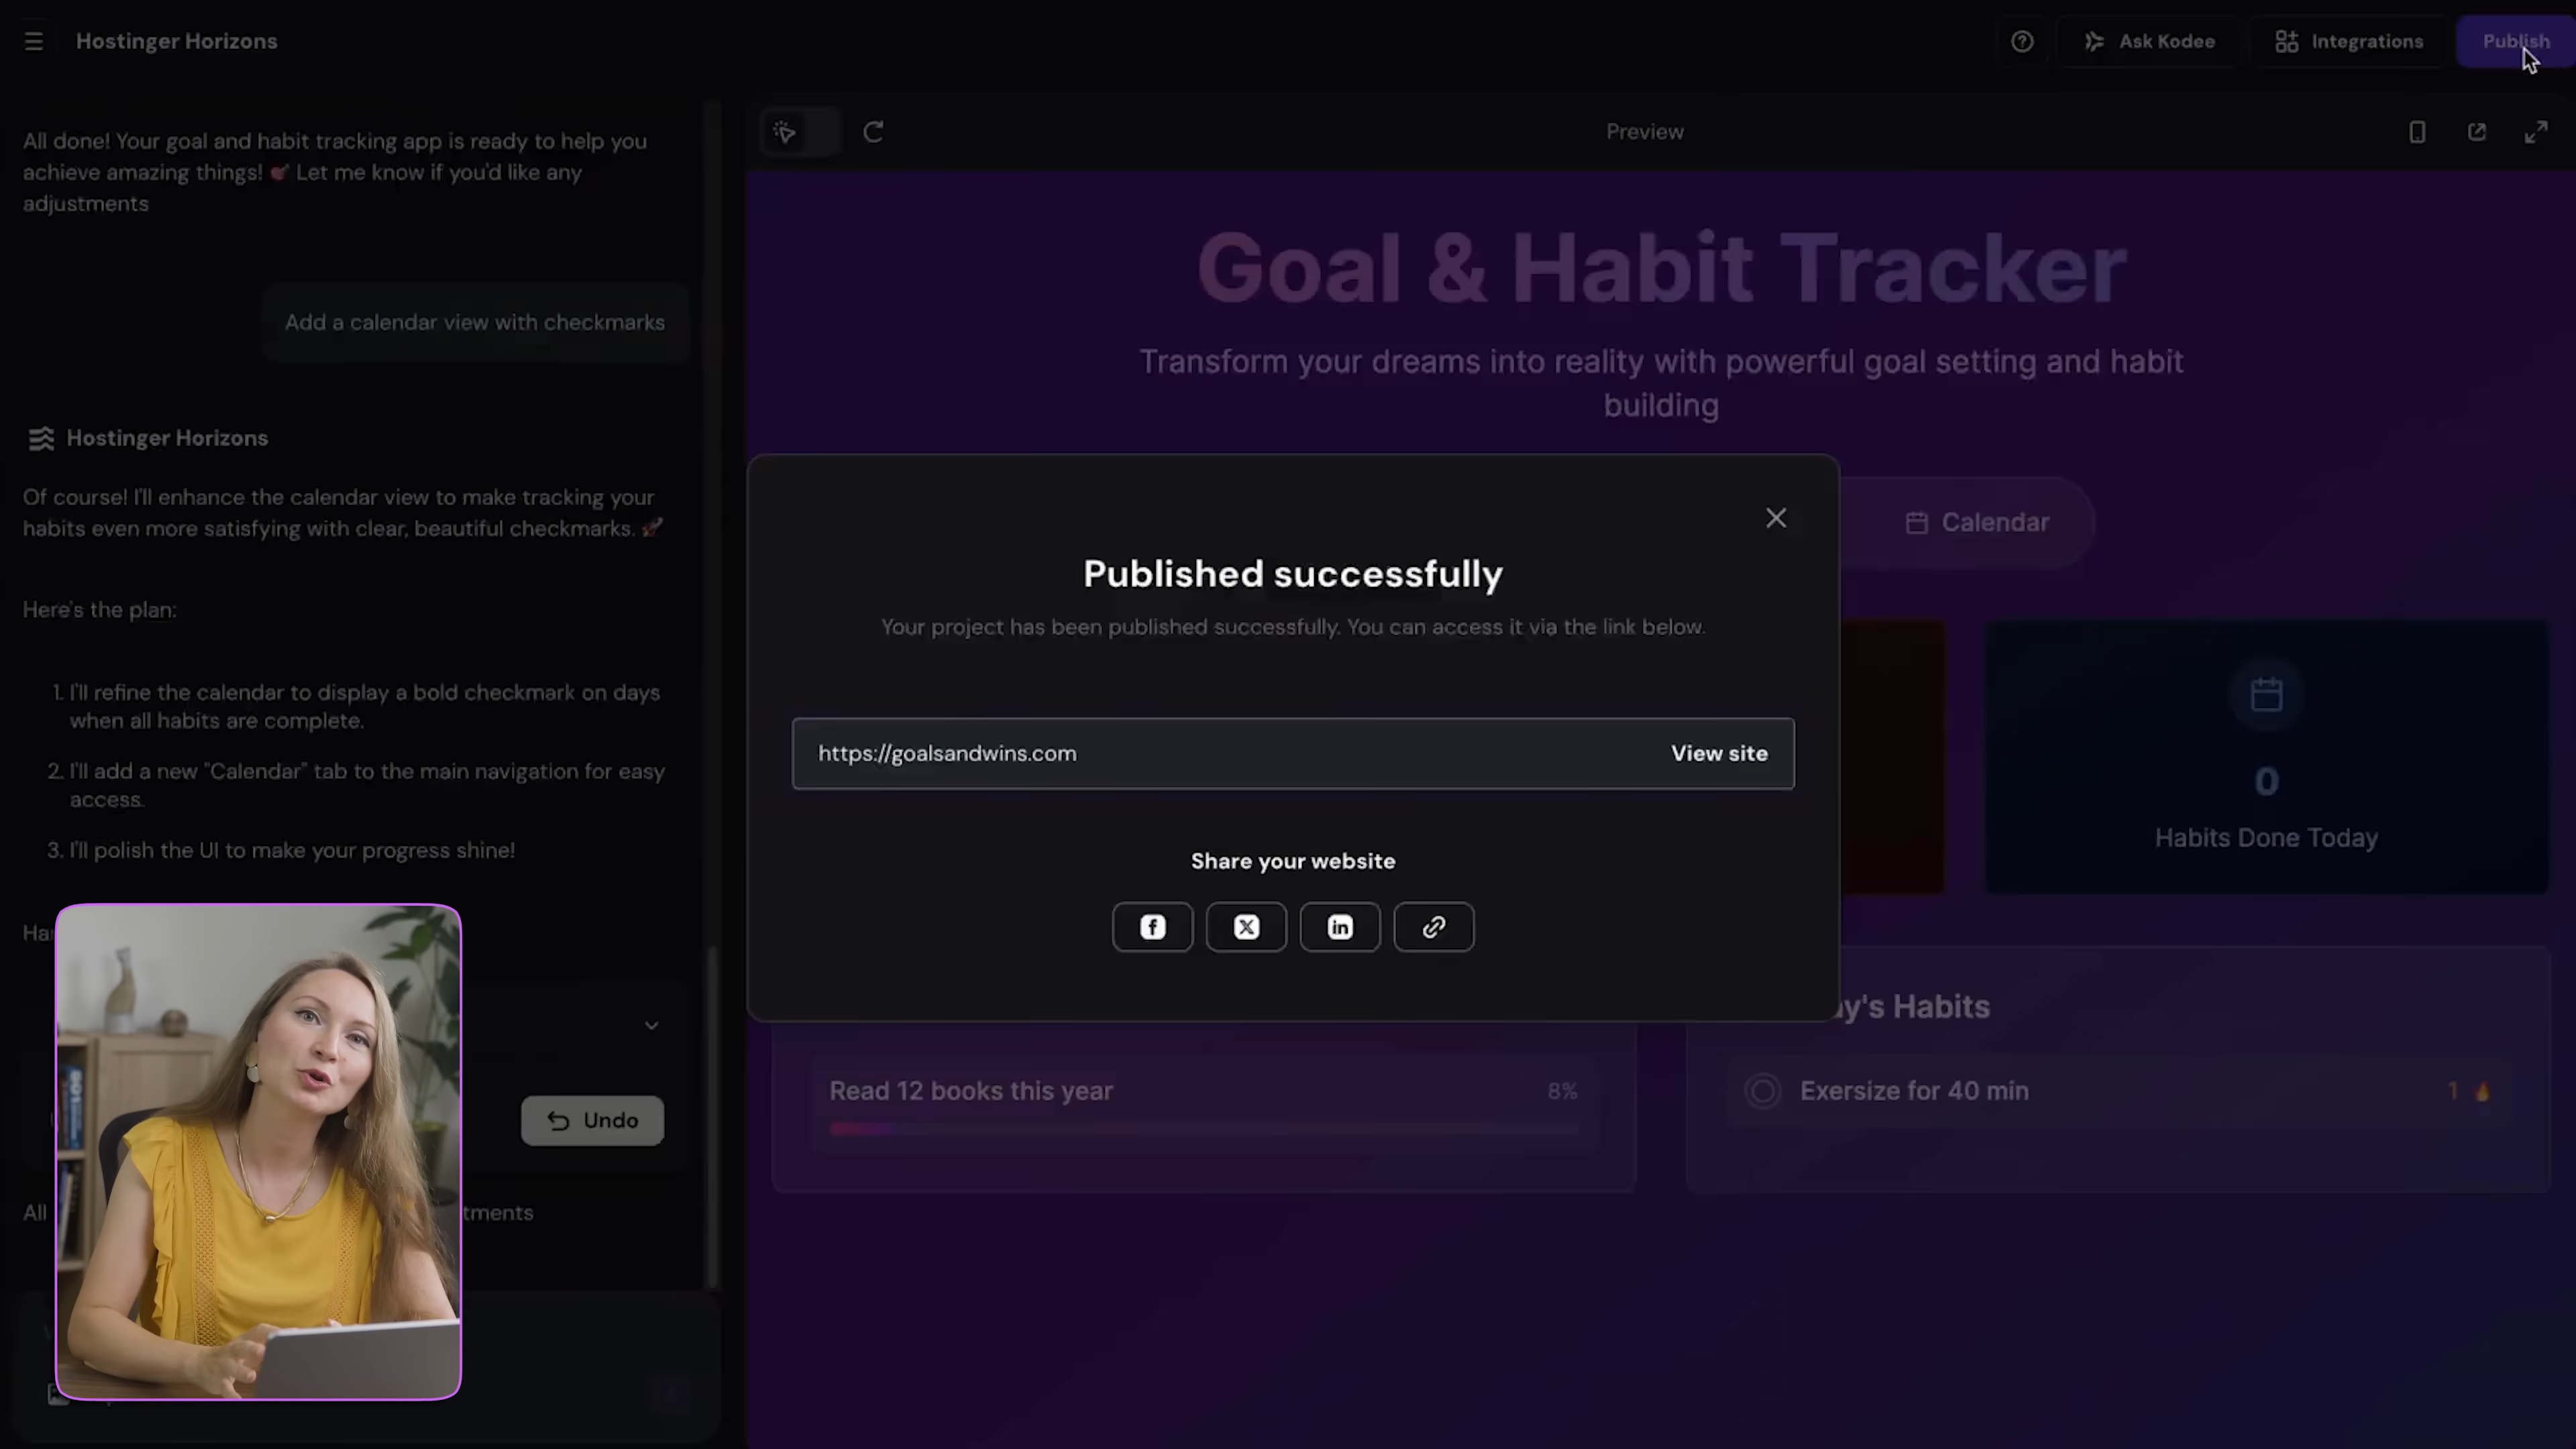 Hostinger Horizons
Ask Kodee
Integrations
Publish
All done! Your goal and habit tracking app is ready to help you
achieve amazing things! 🎯 Let me know if you'd like any
adjustments
Add a calendar view with checkmarks
Hostinger Horizons
Of course! I'll enhance the calendar view to make tracking your
habits even more satisfying with clear, beautiful checkmarks. 🚀
Here's the plan:
1. I'll refine the calendar to display a bold checkmark on days
when all habits are complete.
2. I'll add a new "Calendar" tab to the main navigation for easy
access.
3. I'll polish the UI to make your progress shine!
Undo
All
tments
Preview
Goal & Habit Tracker
Transform your dreams into reality with powerful goal setting and habit
building
Calendar
Published successfully
Your project has been published successfully. You can access it via the link below.
https://goalsandwins.com
View site
Share your website
0
Habits Done Today
y's Habits
Read 12 books this year
8%
Exersize for 40 min
1 🔥